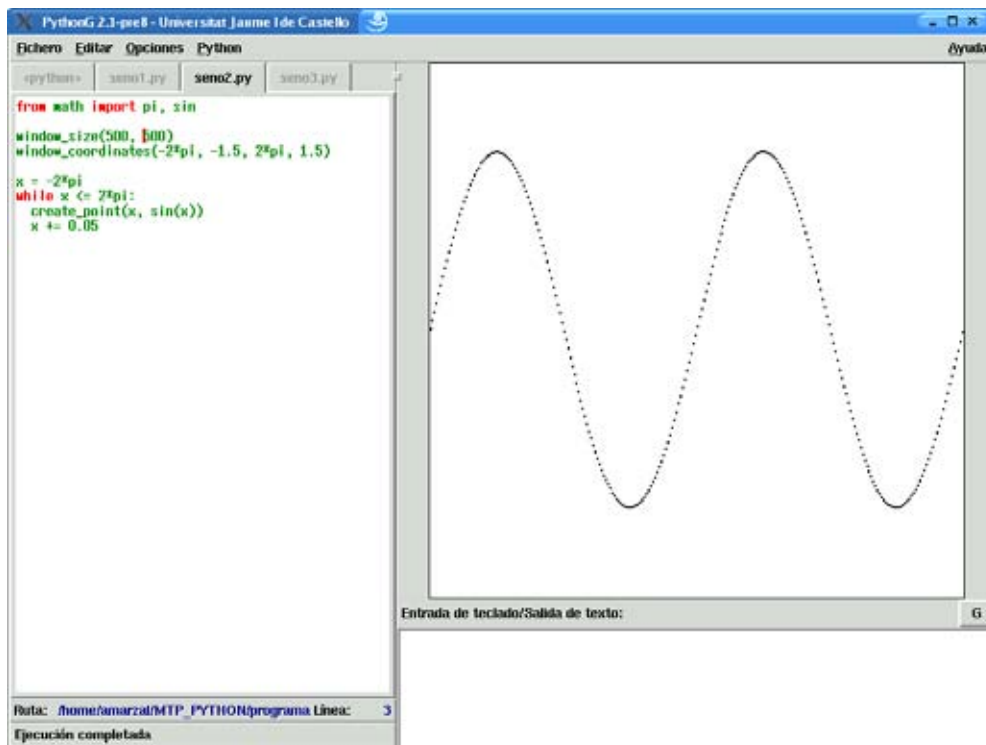 PythonG 2.1-pre8 - Universitat Jaume I de Castello
Fichero Editar Opciones Python Ayuda
<python> seno1.py seno2.py seno3.py
from math import pi, sin
window_size(500, 500)
window_coordinates(-2*pi, -1.5, 2*pi, 1.5)
x = -2*pi
while x <= 2*pi:
create_point(x, sin(x))
x += 0.05
Entrada de teclado/Salida de texto:
G
Ruta: /home/amarzal/MTP_PYTHON/programa Línea: 3
Ejecución completada